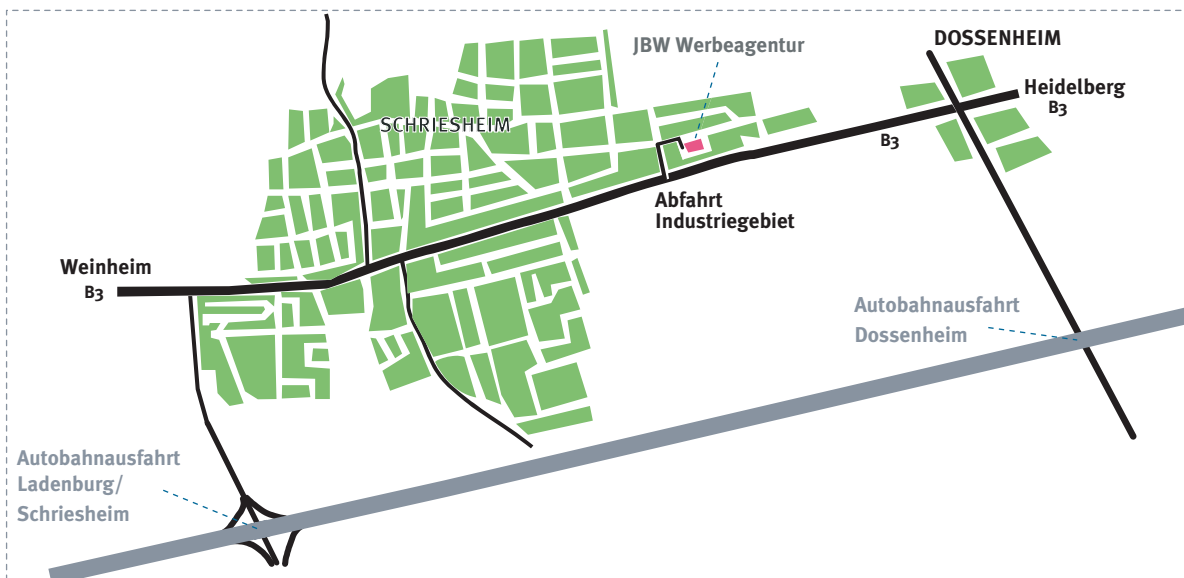 DOSSENHEIM
JBW Werbeagentur
Heidelberg
B3
SCHRIESHEIM
B3
Abfahrt
Industriegebiet
Weinheim
B3
Autobahnausfahrt
Dossenheim
Autobahnausfahrt
Ladenburg/
Schriesheim